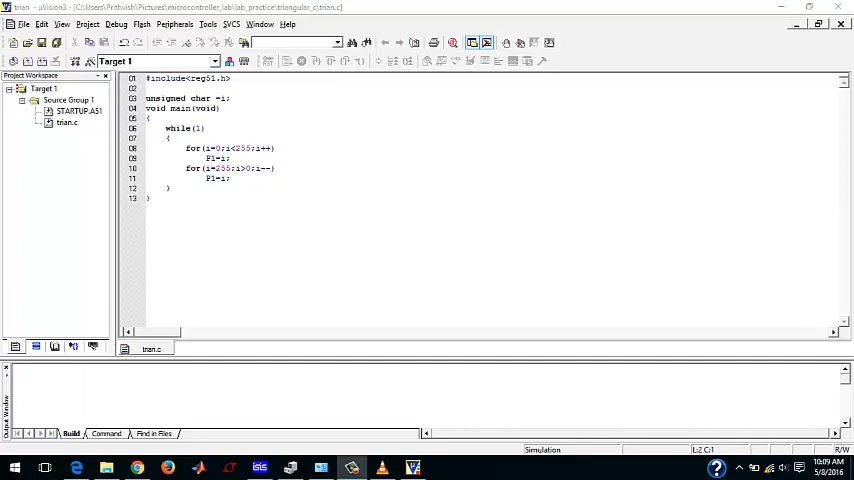 trian - µVision3 - [C:\Users\Prithvish\Pictures\microcontroller_lab\lab_practice\triangular_c\trian.c]
File Edit View Project Debug Flash Peripherals Tools SVCS Window Help
Target 1
Project Workspace
Target 1
Source Group 1
STARTUP.A51
trian.c
01 #include<reg51.h>
02
03 unsigned char =i;
04 void main(void)
05 {
06 while(1)
07 {
08 for(i=0;i<255;i++)
09 P1=i;
10 for(i=255;i>0;i--)
11 P1=i;
12 }
13 }
trian.c
Output Window
Build Command Find in Files
Simulation L:2 C:1 R/W
isis
10:09 AM
5/8/2016